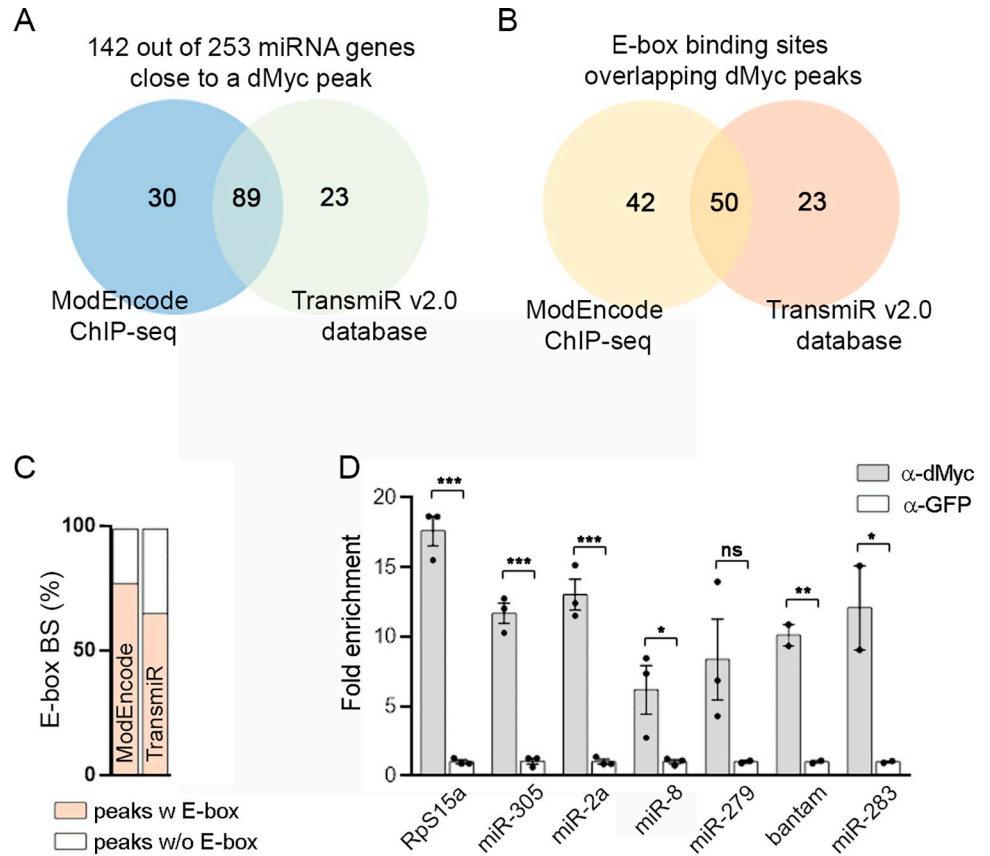 A
142 out of 253 miRNA genes
close to a dMyc peak
30
89
23
ModEncode
ChIP-seq
TransmiR v2.0
database
B
E-box binding sites
overlapping dMyc peaks
42
50
23
ModEncode
ChIP-seq
TransmiR v2.0
database
C
E-box BS (%)
100
50
0
ModEncode
TransmiR
peaks w E-box
peaks w/o E-box
D
α-dMyc
α-GFP
Fold enrichment
20
15
10
5
0
***
***
***
*
ns
**
*
RpS15a
miR-305
miR-2a
miR-8
miR-279
bantam
miR-283